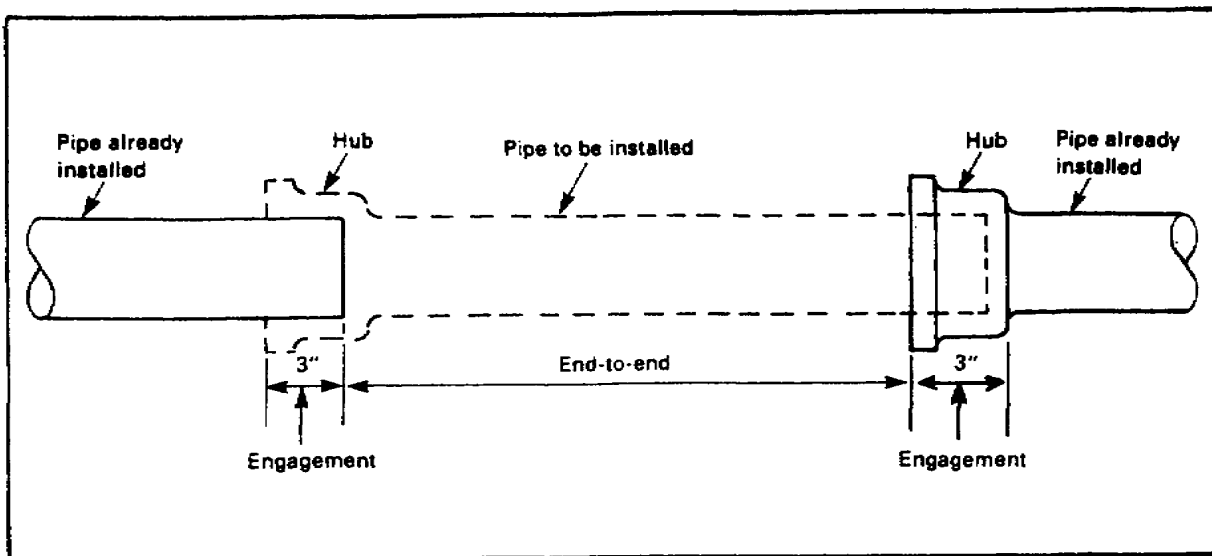 Pipe already
installed
Hub
Pipe to be installed
Hub
Pipe already
installed
3"
End-to-end
3"
Engagement
Engagement